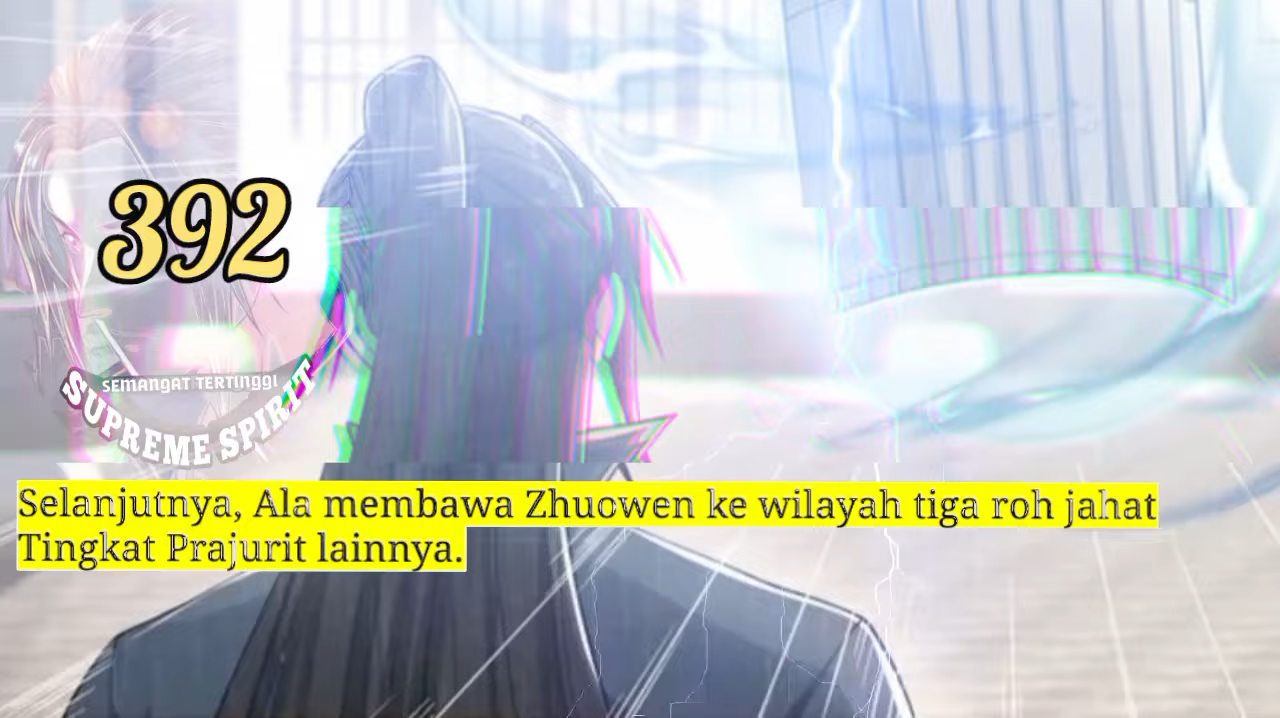 392
SEMANGAT TERTINGGI
SUPREME SPIRIT
Selanjutnya, Ala membawa Zhuowen ke wilayah tiga roh jahat
Tingkat Prajurit lainnya.